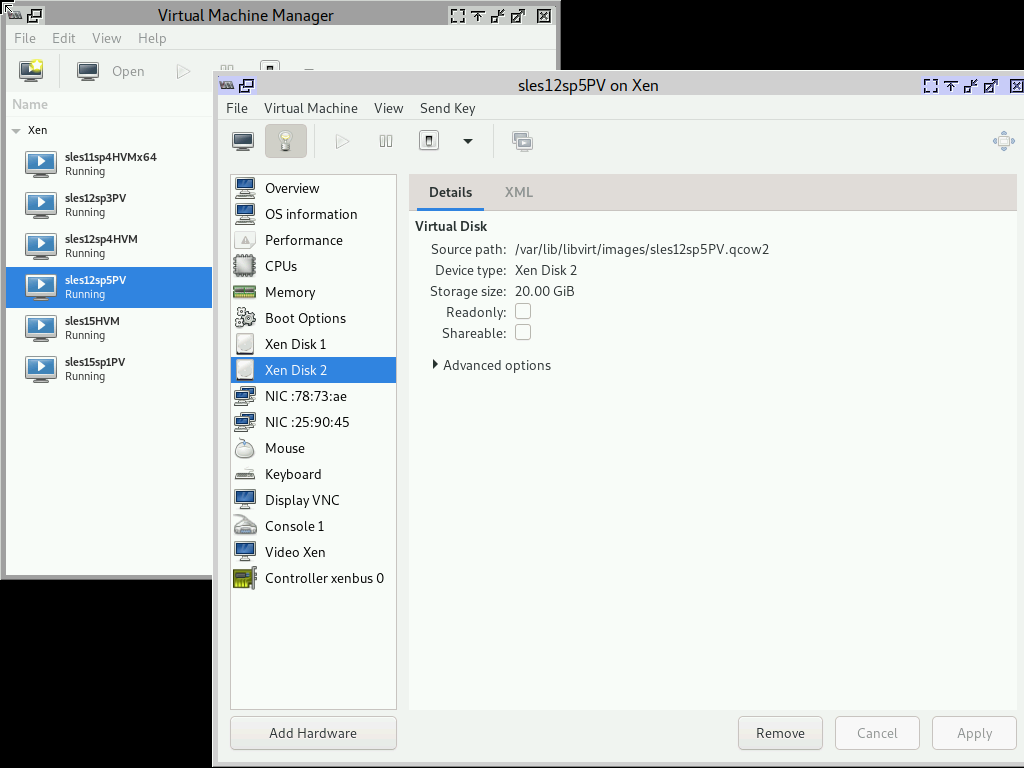 Virtual Machine Manager
File Edit View Help
Open
Name
Xen
sles11sp4HVMx64
Running
sles12sp3PV
Running
sles12sp4HVM
Running
sles12sp5PV
Running
sles15HVM
Running
sles15sp1PV
Running
sles12sp5PV on Xen
File Virtual Machine View Send Key
Overview
OS information
Performance
CPUs
Memory
Boot Options
Xen Disk 1
Xen Disk 2
NIC :78:73:ae
NIC :25:90:45
Mouse
Keyboard
Display VNC
Console 1
Video Xen
Controller xenbus 0
Add Hardware
Details XML
Virtual Disk
Source path: /var/lib/libvirt/images/sles12sp5PV.qcow2
Device type: Xen Disk 2
Storage size: 20.00 GiB
Readonly:
Shareable:
Advanced options
Remove Cancel Apply